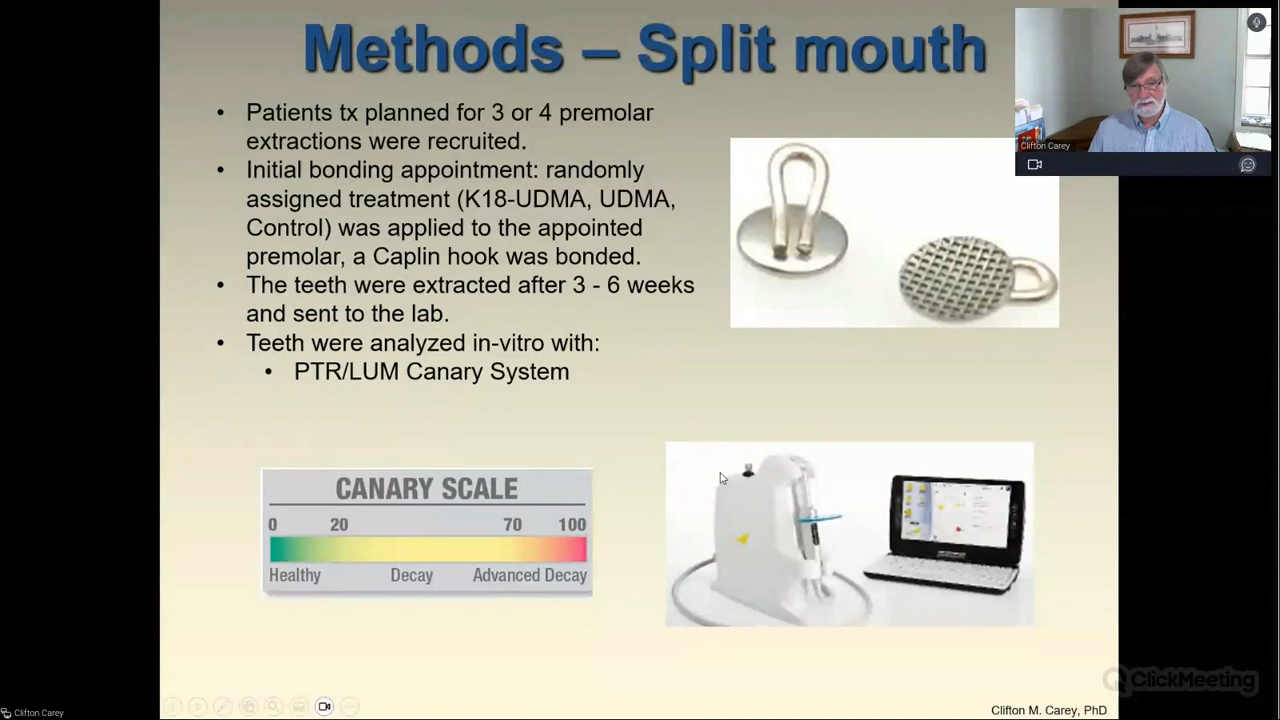 Methods – Split mouth
Patients tx planned for 3 or 4 premolar
extractions were recruited.
Initial bonding appointment: randomly
assigned treatment (K18-UDMA, UDMA,
Control) was applied to the appointed
premolar, a Caplin hook was bonded.
The teeth were extracted after 3 - 6 weeks
and sent to the lab.
Teeth were analyzed in-vitro with:
PTR/LUM Canary System
CANARY SCALE
0 20 70 100
Healthy Decay Advanced Decay
Clifton Carey
ClickMeeting
Clifton M. Carey, PhD
Clifton Carey